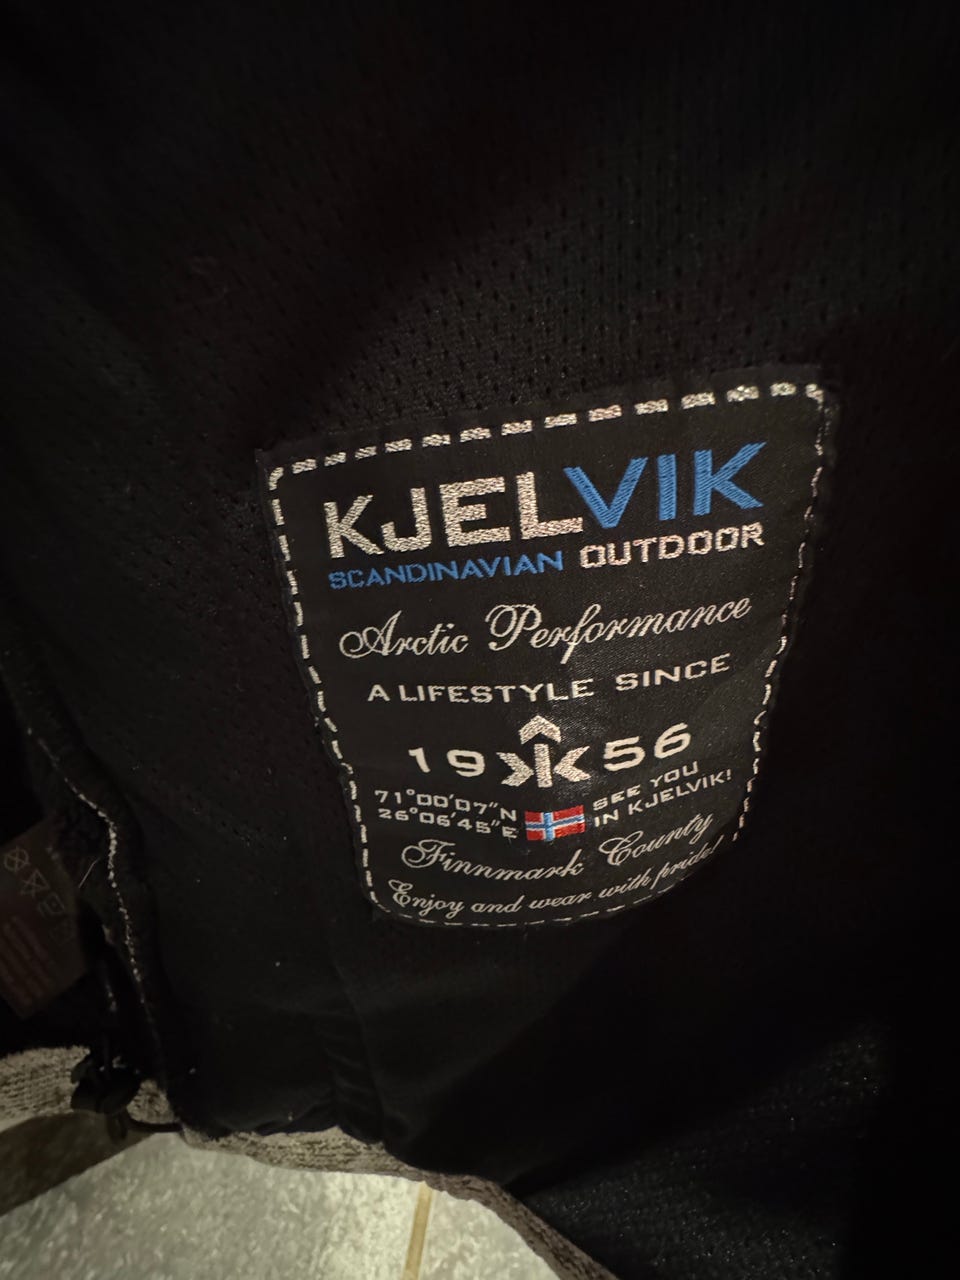 KJELVIK
SCANDINAVIAN OUTDOOR
Arctic Performance
A LIFESTYLE SINCE
19 56
71°00'07"N
26°06'45"E
SEE YOU
IN KJELVIK!
Finnmark County
Enjoy and wear with pride!